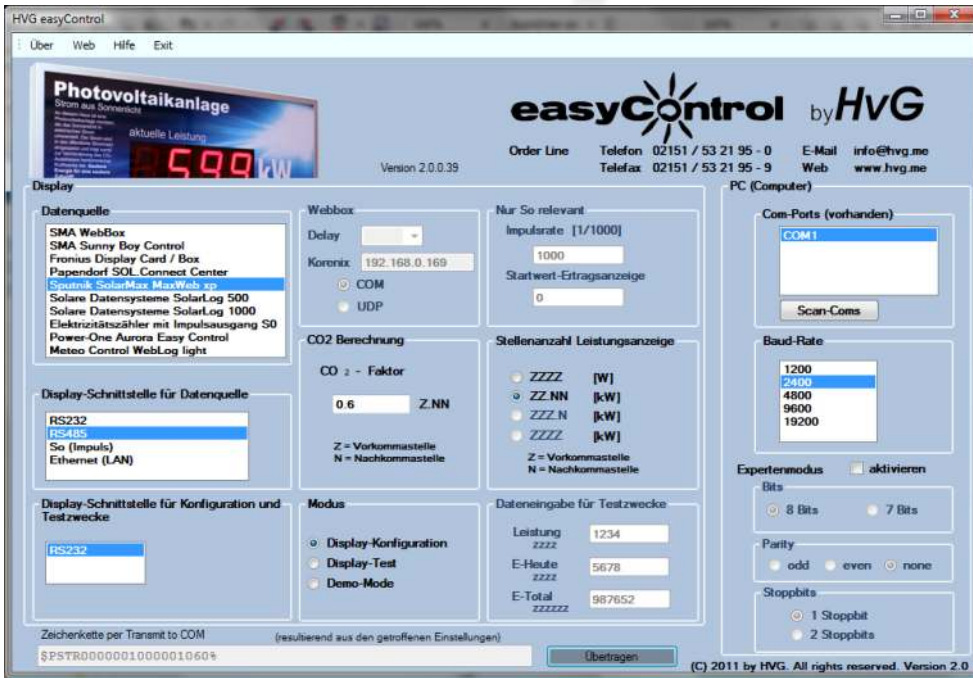 HVG easyControl
Über Web Hilfe Exit
Photovoltaikanlage
Strom aus Sonnenlicht
aktuelle Leistung
599 kW
Version 2.0.0.39
easyControl by HvG
Order Line Telefon 02151 / 53 21 95 - 0 E-Mail info@hvg.me
Telefax 02151 / 53 21 95 - 9 Web www.hvg.me
Display
Datenquelle
SMA WebBox
SMA Sunny Boy Control
Fronius Display Card / Box
Papendorf SOL.Connect Center
Sputnik SolarMax MaxWeb xp
Solare Datensysteme SolarLog 500
Solare Datensysteme SolarLog 1000
Elektrizitätszähler mit Impulsausgang S0
Power-One Aurora Easy Control
Meteo Control WebLog light
Display-Schnittstelle für Datenquelle
RS232
RS485
So (Impuls)
Ethernet (LAN)
Display-Schnittstelle für Konfiguration und
Testzwecke
RS232
Webbox
Delay
Koronix 192.168.0.169
COM
UDP
CO2 Berechnung
CO 2 - Faktor
0.6 Z.NN
Z = Vorkommastelle
N = Nachkommastelle
Modus
Display-Konfiguration
Display-Test
Demo-Mode
Nur So relevant
Impulsrate [1/1000]
1000
Startwert-Ertragsanzeige
0
Stellenanzahl Leistungsanzeige
ZZZZ [W]
ZZ.NN [kW]
ZZZ.N [kW]
ZZZZ [kW]
Z = Vorkommastelle
N = Nachkommastelle
Dateneingabe für Testzwecke
Leistung 1234
zzzz
E-Heute 5678
zzzz
E-Total 987652
zzzzzz
PC (Computer)
Com-Ports (vorhanden)
COM1
Scan-Coms
Baud-Rate
1200
2400
4800
9600
19200
Expertenmodus aktivieren
Bits
8 Bits 7 Bits
Parity
odd even none
Stoppbits
1 Stoppbit
2 Stoppbits
Zeichenkette per Transmit to COM (resultierend aus den getroffenen Einstellungen)
$PSTR0000001000001060%
Übertragen
(C) 2011 by HVG. All rights reserved. Version 2.0